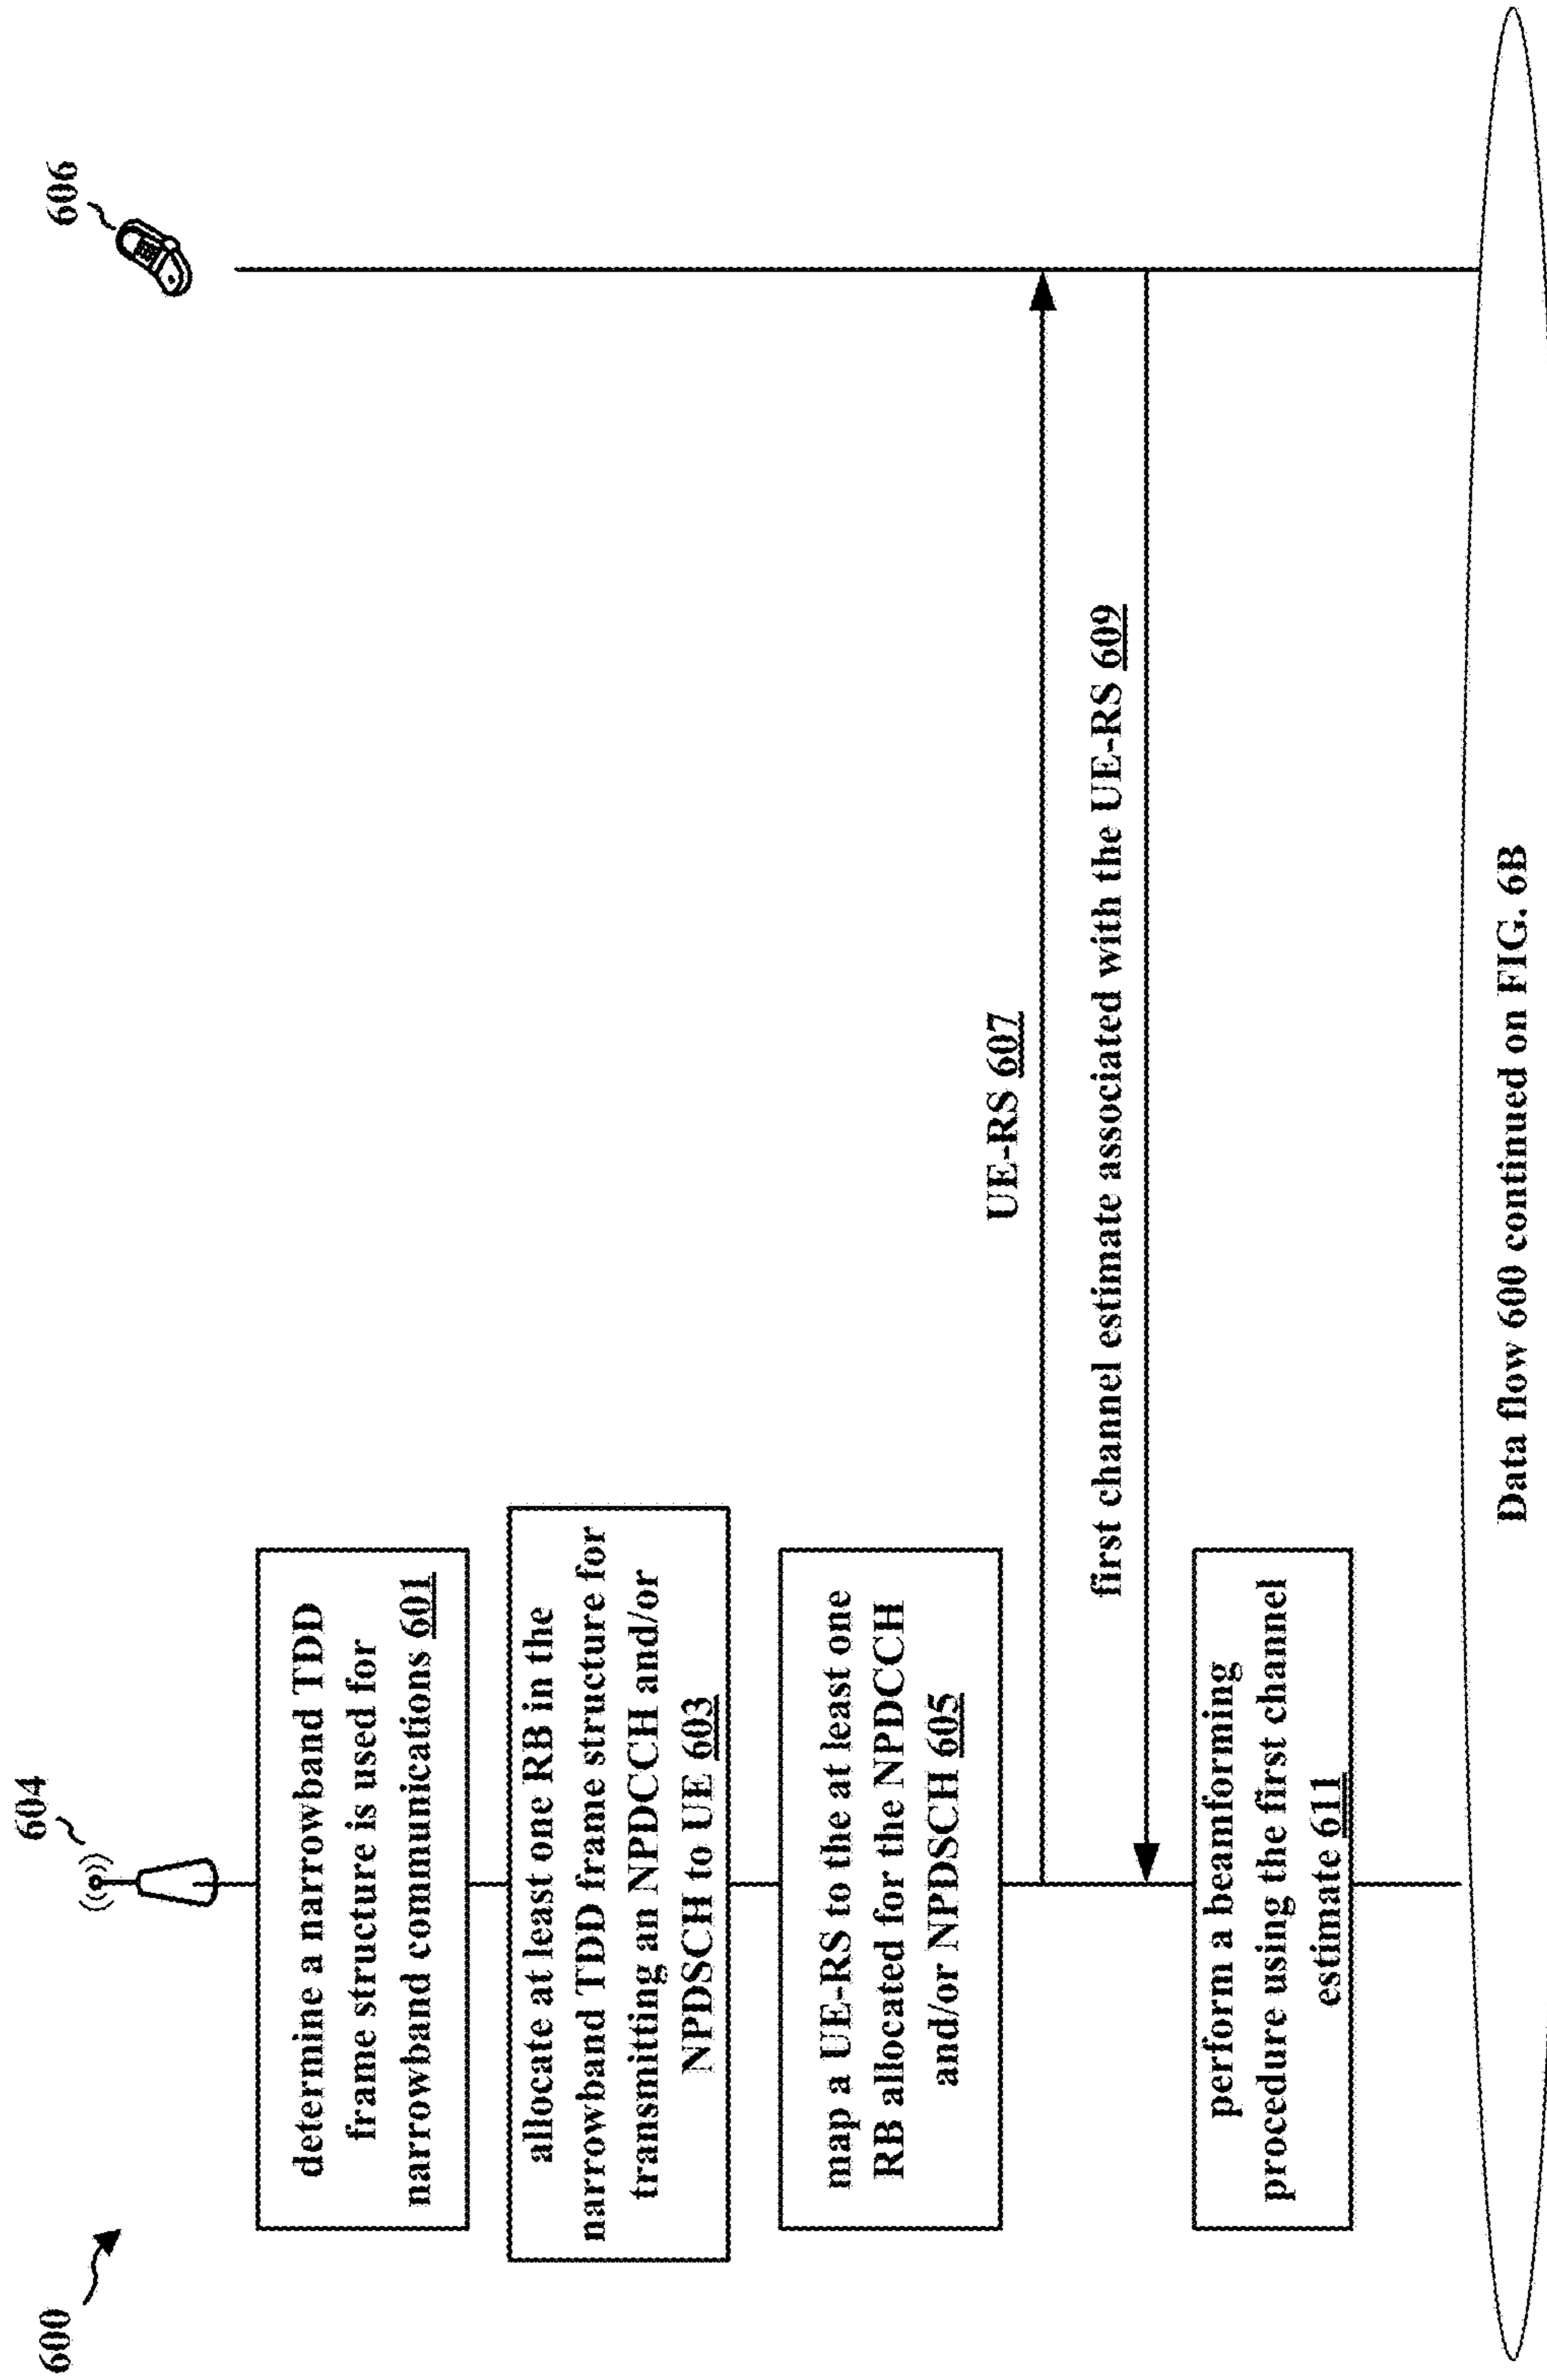 600
604
606
determine a narrowband TDD
frame structure is used for
narrowband communications 601
allocate at least one RB in the
narrowband TDD frame structure for
transmitting an NPDCCH and/or
NPDSCH to UE 603
map a UE-RS to the at least one
RB allocated for the NPDCCH
and/or NPDSCH 605
UE-RS 607
first channel estimate associated with the UE-RS 609
perform a beamforming
procedure using the first channel
estimate 611
Data flow 600 continued on FIG. 6B